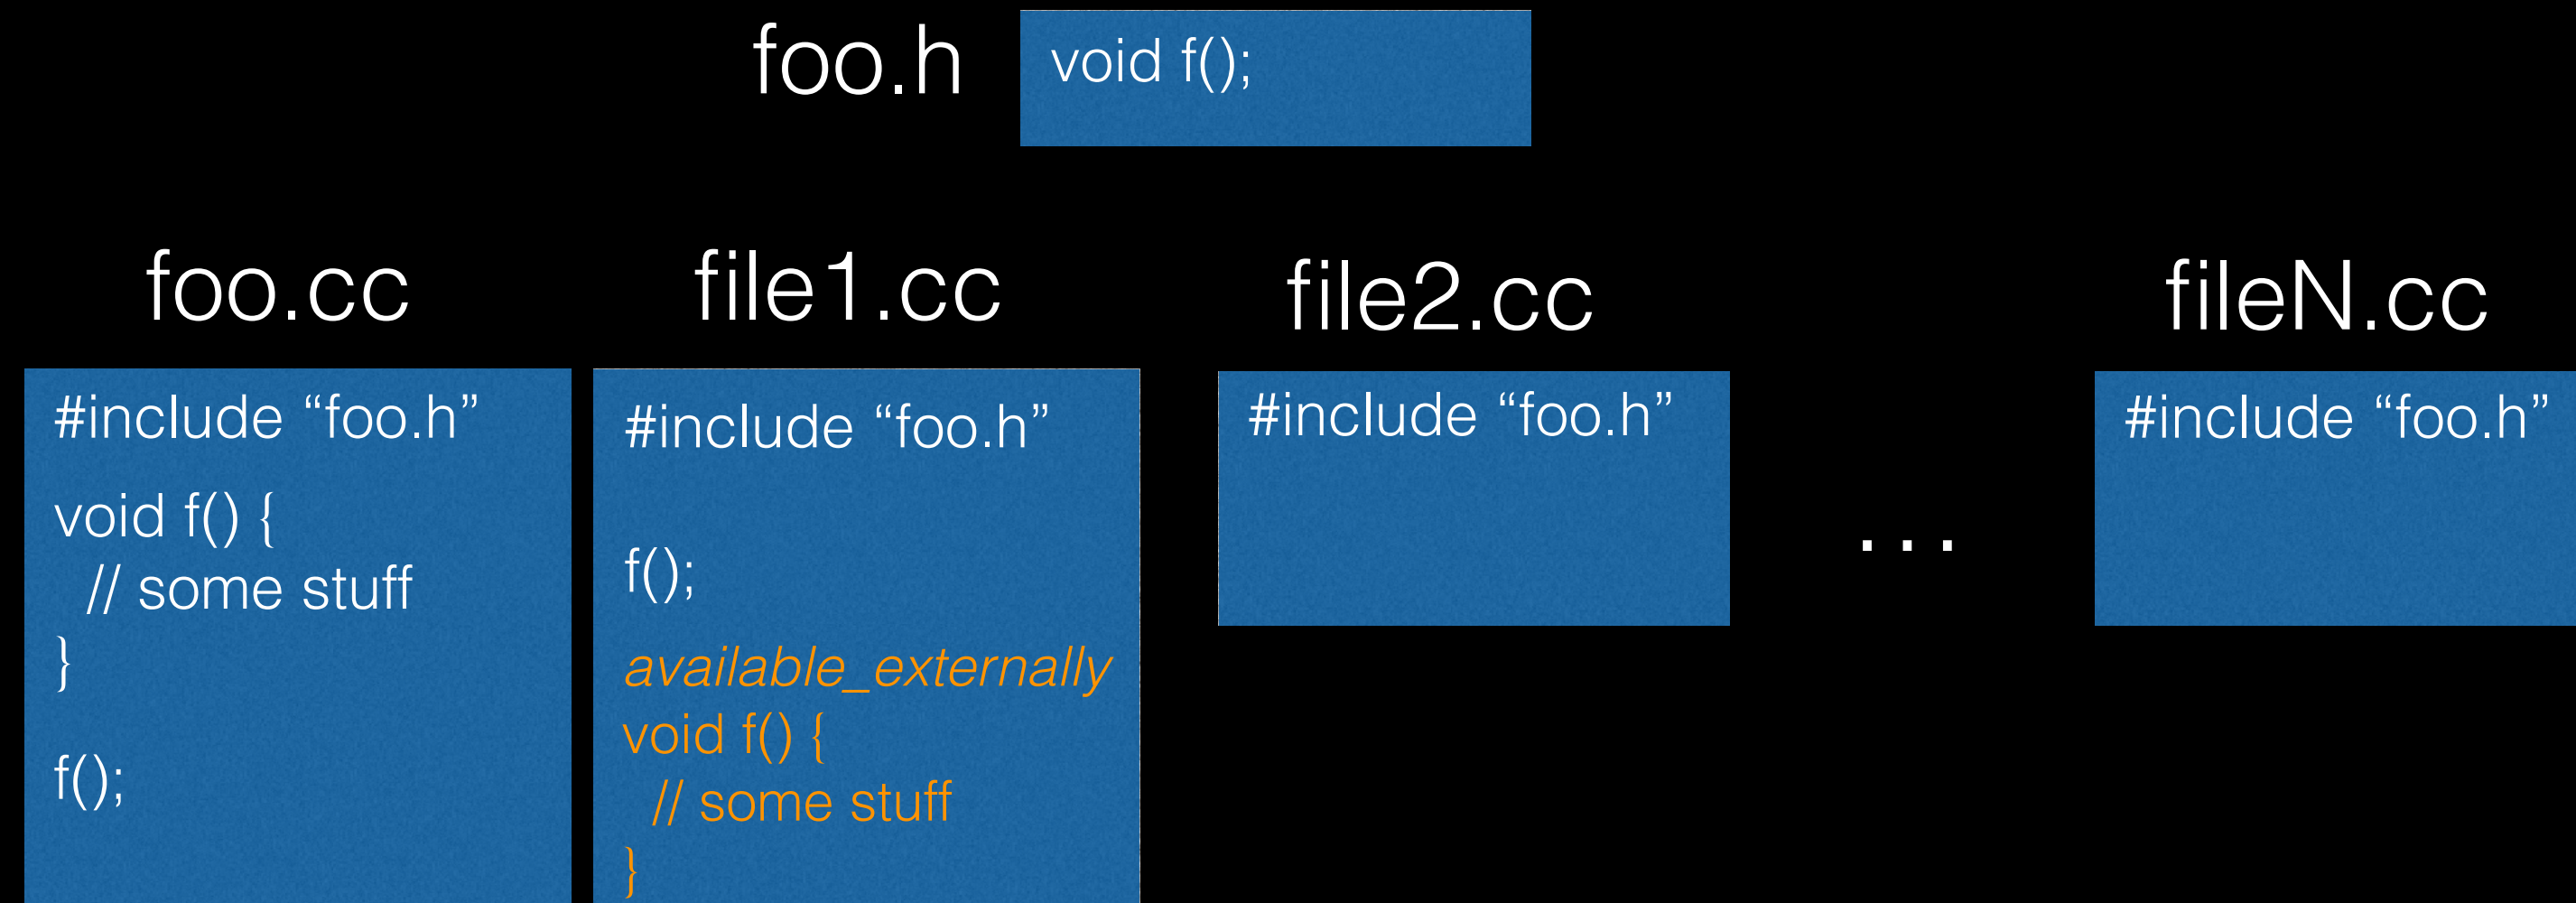 foo.h
void f();
foo.cc
#include “foo.h”
void f() {
// some stuff
}
f();
file1.cc
#include “foo.h”
f();
available_externally
void f() {
// some stuff
}
file2.cc
#include “foo.h”
...
fileN.cc
#include “foo.h”